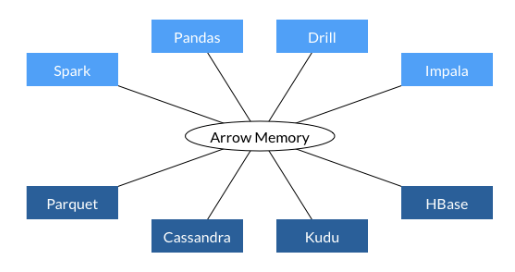 Pandas
Drill
Spark
Impala
Arrow Memory
Parquet
HBase
Cassandra
Kudu